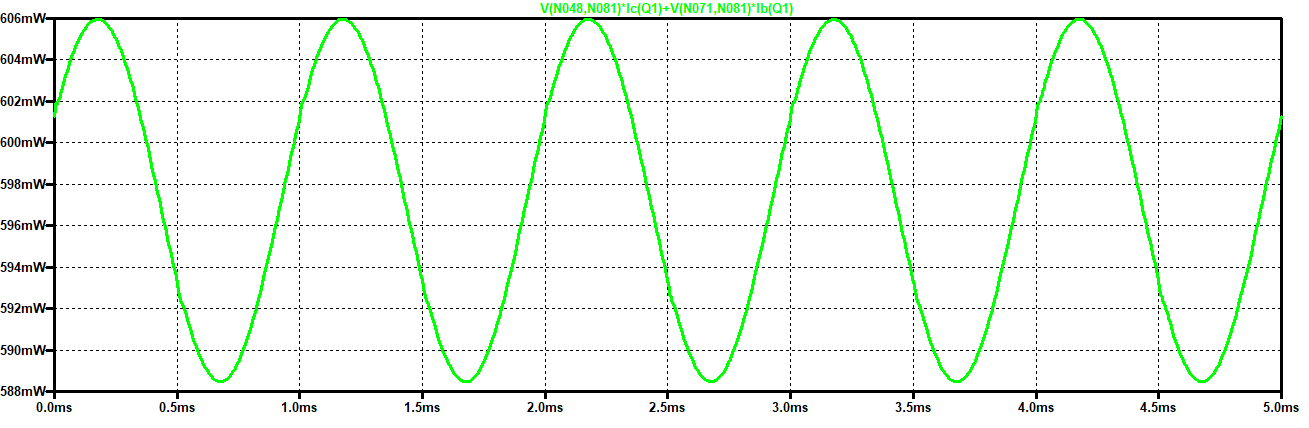 V(N048,N081)*Ic(Q1)+V(N071,N081)*Ib(Q1)
606mW
604mW
602mW
600mW
598mW
596mW
594mW
592mW
590mW
588mW
0.0ms 0.5ms 1.0ms 1.5ms 2.0ms 2.5ms 3.0ms 3.5ms 4.0ms 4.5ms 5.0ms